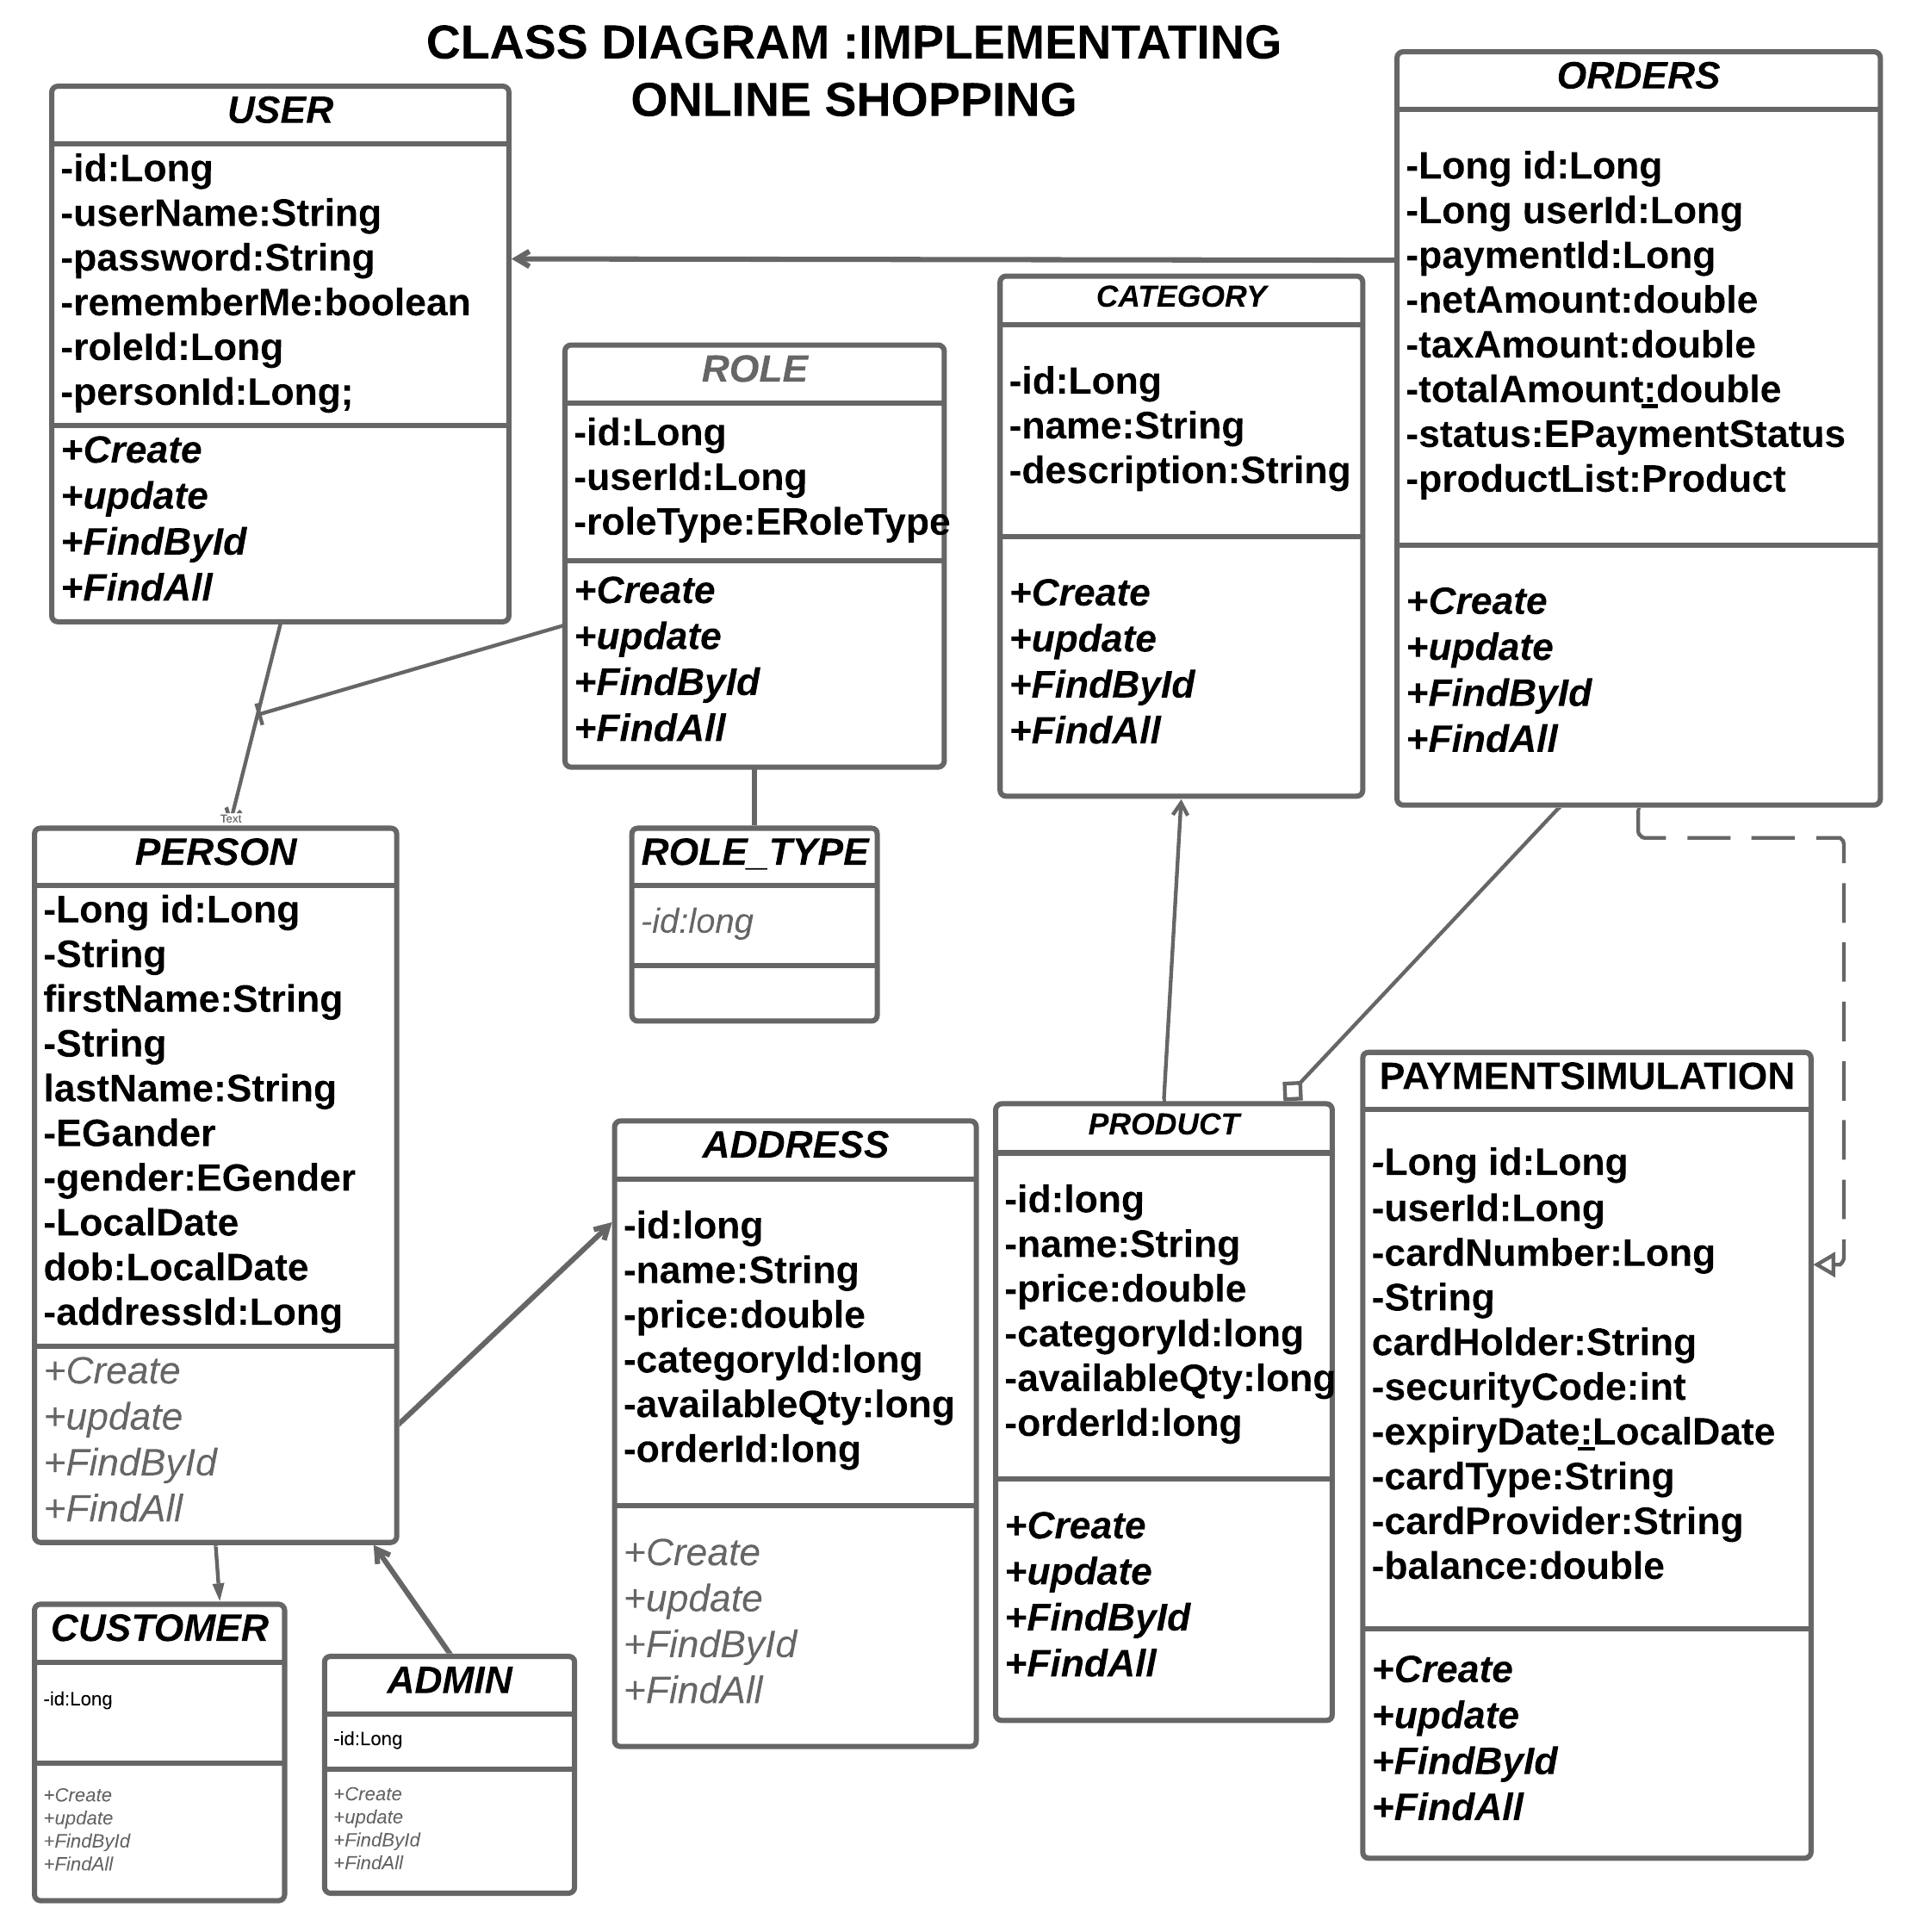 CLASS DIAGRAM :IMPLEMENTATING
ONLINE SHOPPING
USER
-id:Long
-userName:String
-password:String
-rememberMe:boolean
-roleId:Long
-personId:Long;
+Create
+update
+FindById
+FindAll
ROLE
-id:Long
-userId:Long
-roleType:ERoleType
+Create
+update
+FindById
+FindAll
CATEGORY
-id:Long
-name:String
-description:String
+Create
+update
+FindById
+FindAll
ORDERS
-Long id:Long
-Long userId:Long
-paymentId:Long
-netAmount:double
-taxAmount:double
-totalAmount:double
-status:EPaymentStatus
-productList:Product
+Create
+update
+FindById
+FindAll
Text
PERSON
-Long id:Long
-String
firstName:String
-String
lastName:String
-EGander
-gender:EGender
-LocalDate
dob:LocalDate
-addressId:Long
+Create
+update
+FindById
+FindAll
ROLE_TYPE
-id:long
ADDRESS
-id:long
-name:String
-price:double
-categoryId:long
-availableQty:long
-orderId:long
+Create
+update
+FindById
+FindAll
PRODUCT
-id:long
-name:String
-price:double
-categoryId:long
-availableQty:long
-orderId:long
+Create
+update
+FindById
+FindAll
PAYMENTSIMULATION
-Long id:Long
-userId:Long
-cardNumber:Long
-String
cardHolder:String
-securityCode:int
-expiryDate:LocalDate
-cardType:String
-cardProvider:String
-balance:double
+Create
+update
+FindById
+FindAll
CUSTOMER
-id:Long
+Create
+update
+FindById
+FindAll
ADMIN
-id:Long
+Create
+update
+FindById
+FindAll